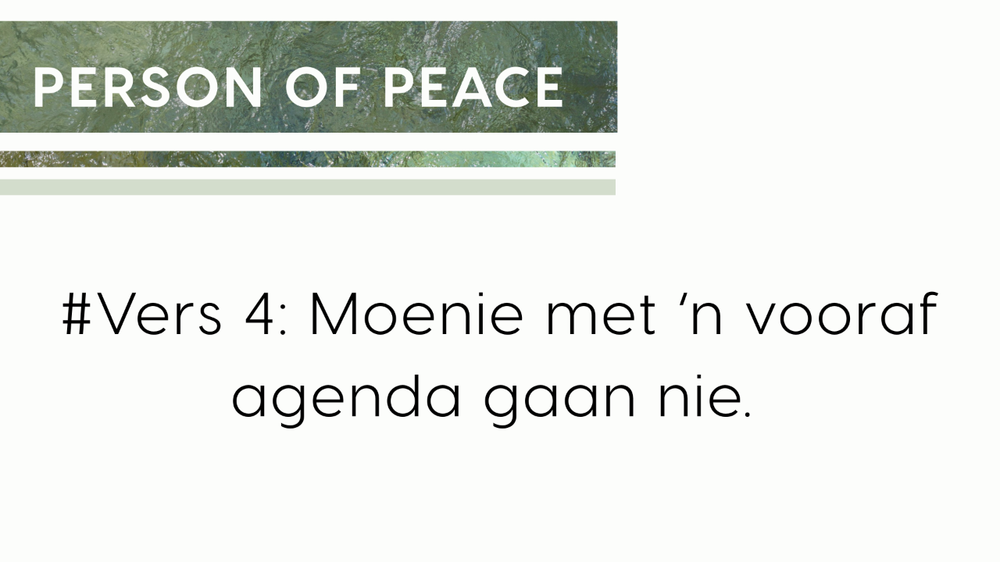 PERSON OF PEACE
#Vers 4: Moenie met ‘n vooraf
agenda gaan nie.